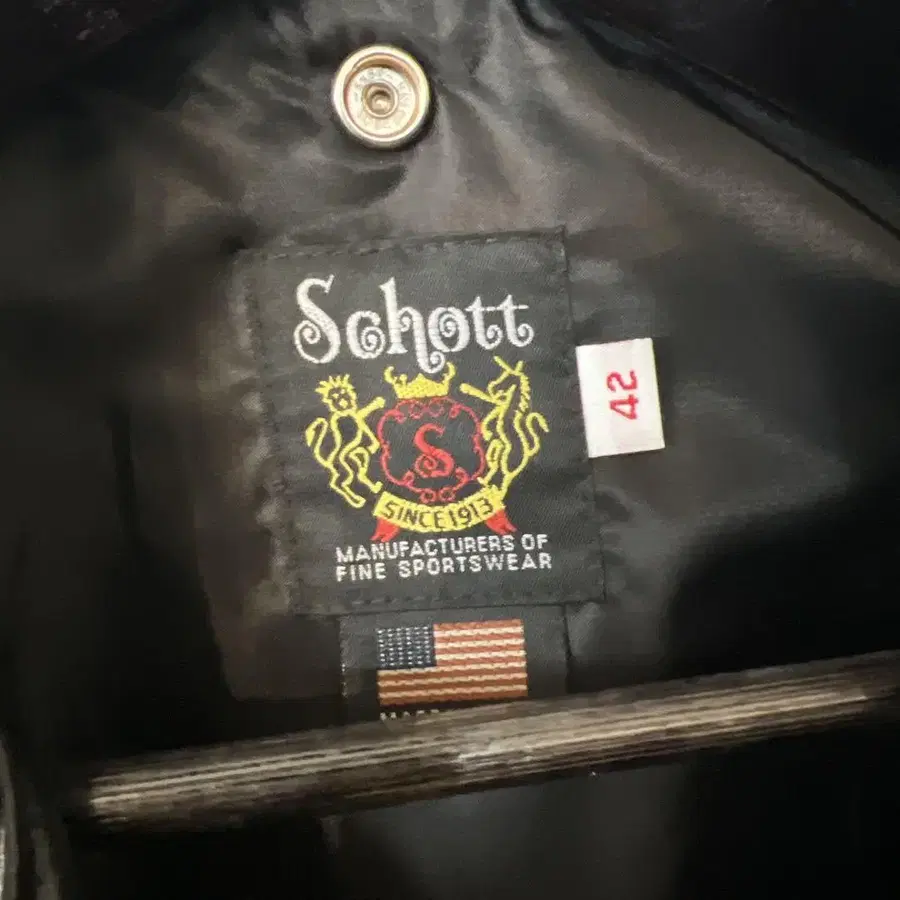 Schott
S
SINCE 1913
MANUFACTURERS OF
FINE SPORTSWEAR
42